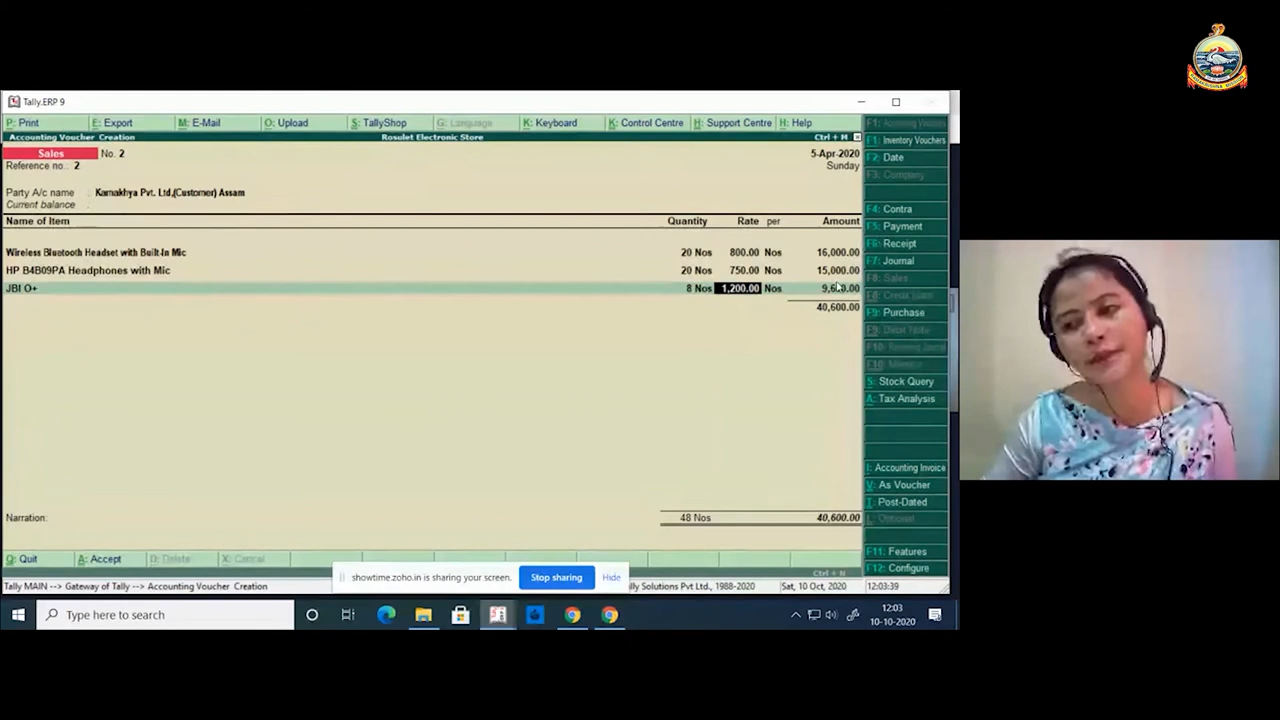 Tally.ERP 9
P: Print E: Export M: E-Mail O: Upload S: TallyShop G: Language K: Keyboard K: Control Centre H: Support Centre H: Help
Accounting Voucher Creation Rosulet Electronic Store Ctrl + M
Sales No. 2 5-Apr-2020
Reference no.: 2 Sunday
Party A/c name : Kamakhya Pvt. Ltd,(Customer) Assam
Current balance :
Name of Item Quantity Rate per Amount
Wireless Bluetooth Headset with Built-In Mic 20 Nos 800.00 Nos 16,000.00
HP B4B09PA Headphones with Mic 20 Nos 750.00 Nos 15,000.00
JBl O+ 8 Nos 1,200.00 Nos 9,600.00
40,600.00
Narration: 48 Nos 40,600.00
F1: Inventory Vouchers
F2: Date
F3: Company
F4: Contra
F5: Payment
F6: Receipt
F7: Journal
F8: Sales
F9: Purchase
F9: Debit Note
S: Stock Query
A: Tax Analysis
I: Accounting Invoice
V: As Voucher
T: Post-Dated
L: Optional
F11: Features
F12: Configure
Q: Quit A: Accept D: Delete X: Cancel
Ctrl + N
showtime.zoho.in is sharing your screen. Stop sharing Hide
Tally MAIN --> Gateway of Tally --> Accounting Voucher Creation lly Solutions Pvt Ltd., 1988-2020 Sat, 10 Oct, 2020 12:03:39
Type here to search 12:03
10-10-2020